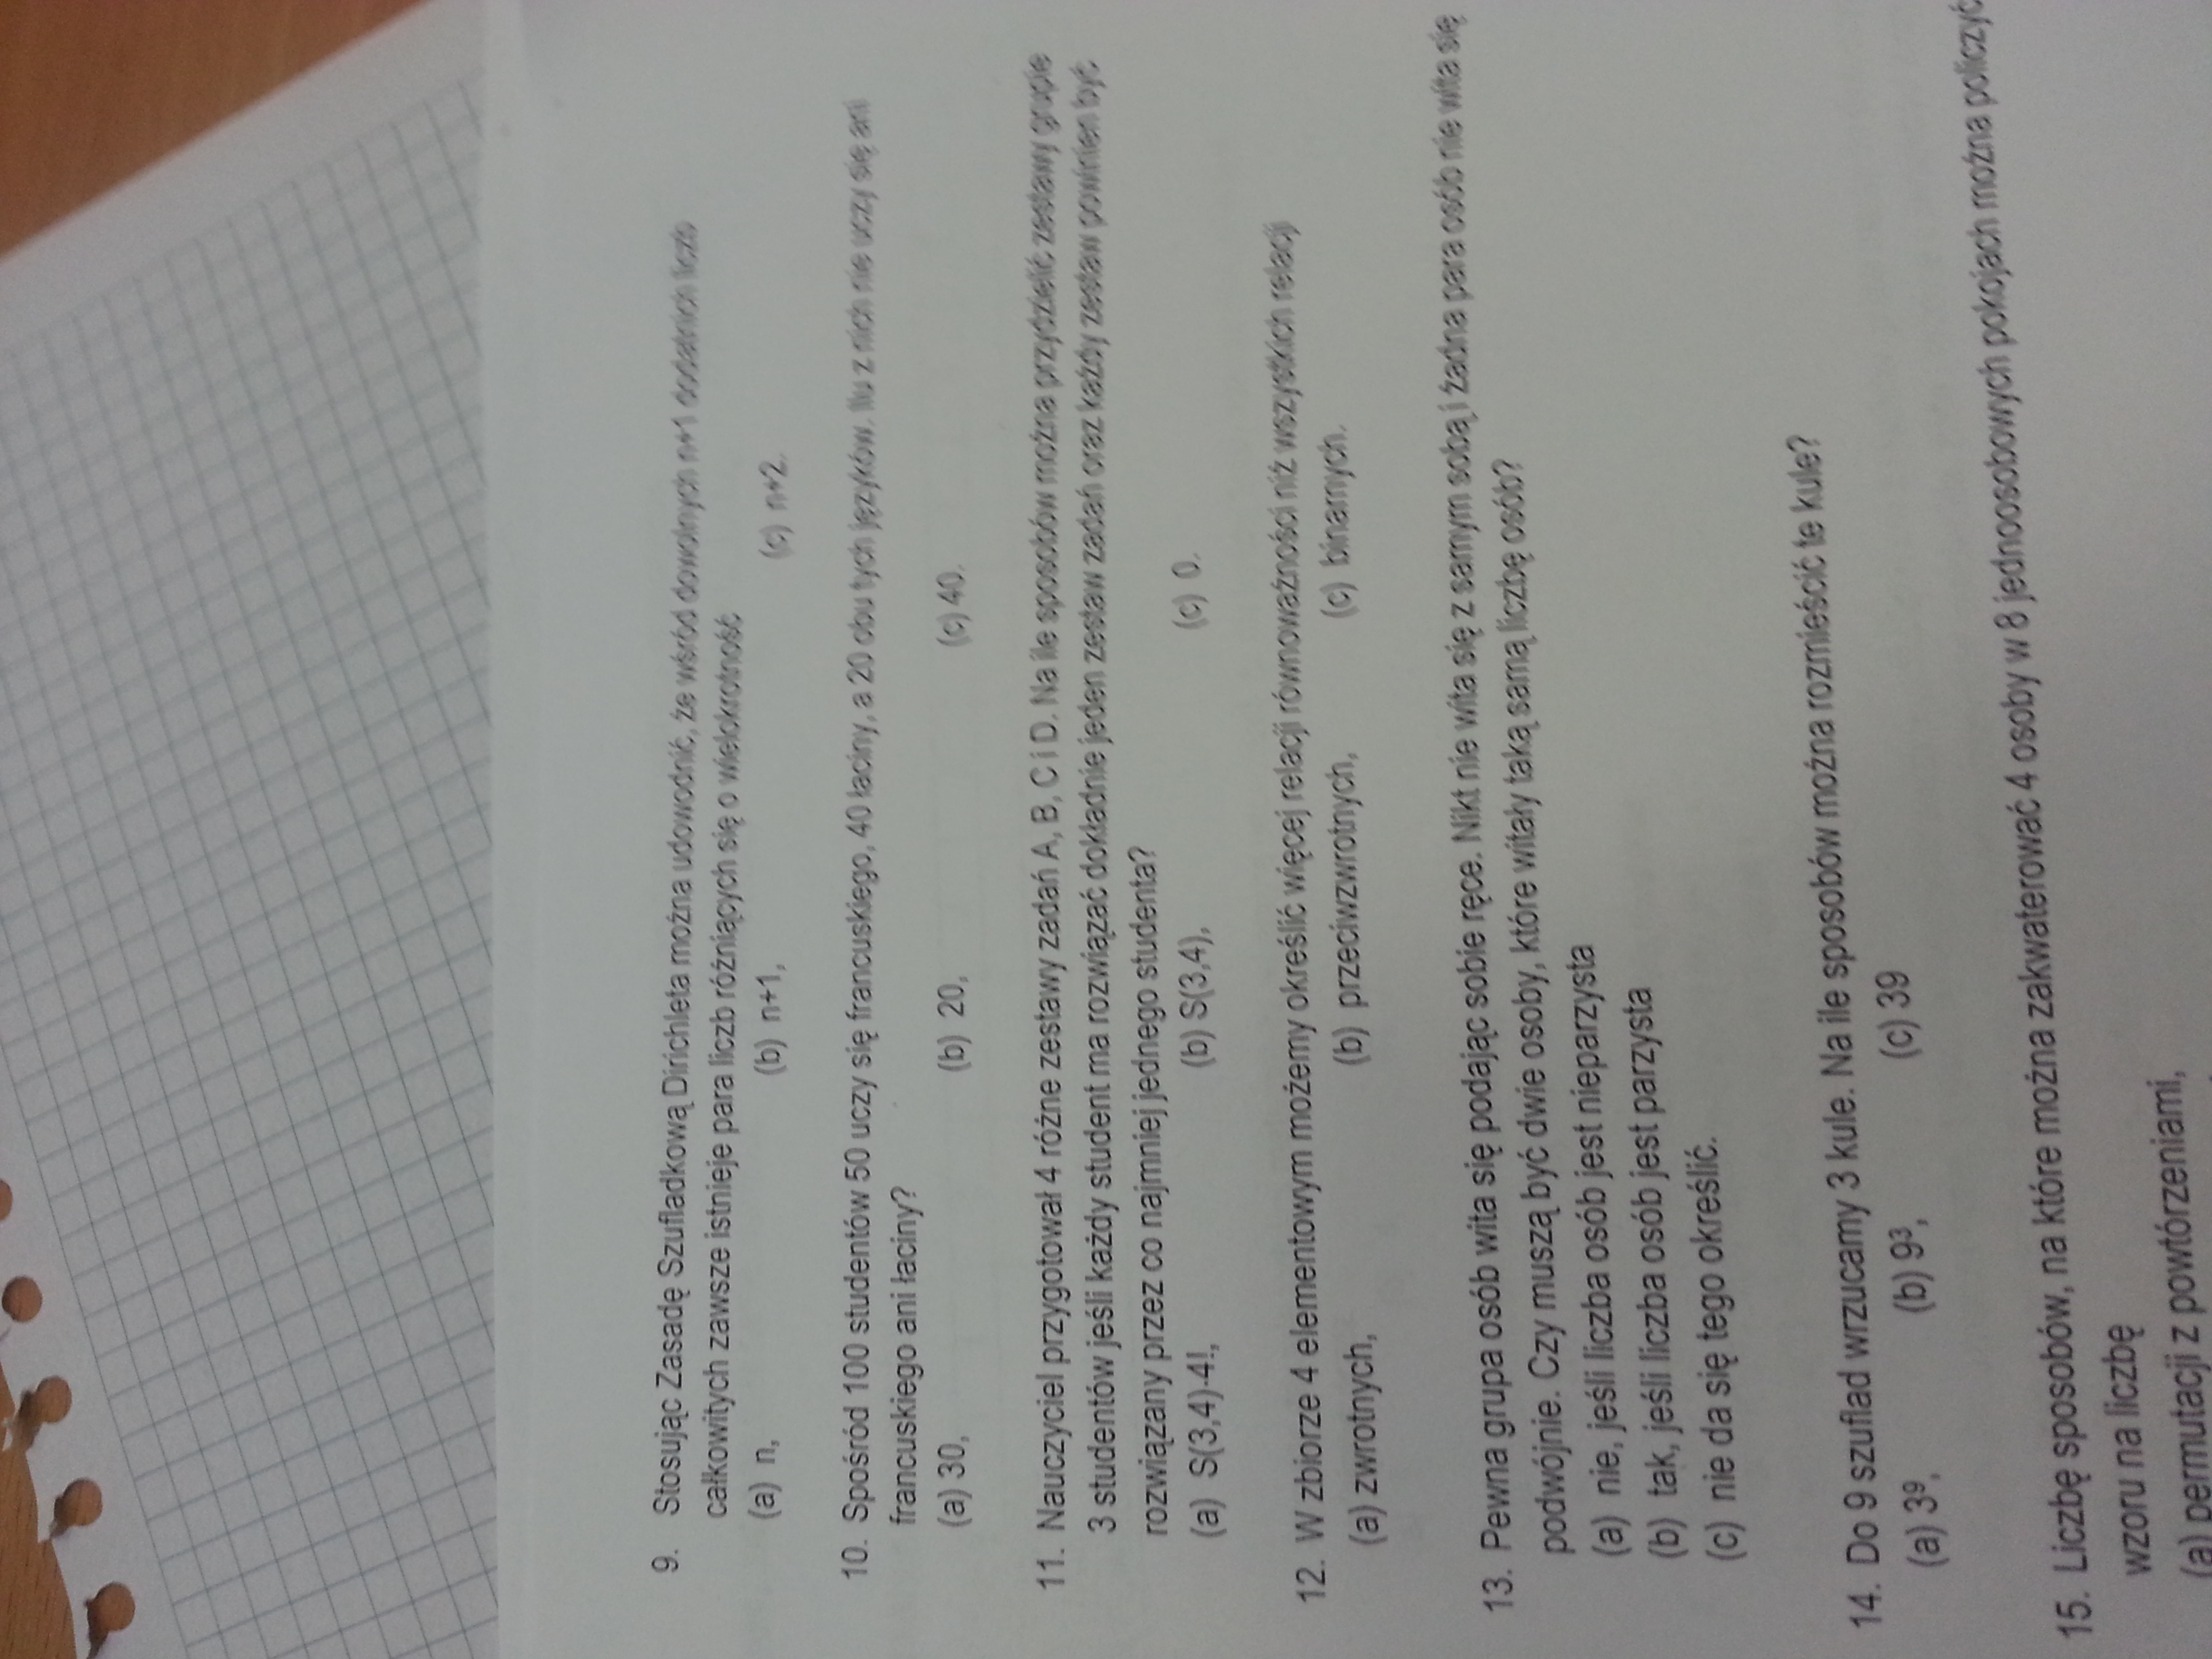 9. Stosując Zasadę Szufladkową Dirichleta można udowodnić, że wśród dowolnych n+1 dodatnich liczb
całkowitych zawsze istnieje para liczb różniących się o wielokrotność
(a) n, (b) n+1, (c) n+2.
10. Spośród 100 studentów 50 uczy się francuskiego, 40 łaciny, a 20 obu tych języków. Ilu z nich nie uczy się ani
francuskiego ani łaciny?
(a) 30, (b) 20, (c) 40.
11. Nauczyciel przygotował 4 różne zestawy zadań A, B, C i D. Na ile sposobów można przydzielić zestawy grupie
3 studentów jeśli każdy student ma rozwiązać dokładnie jeden zestaw zadań oraz każdy zestaw powinien być
rozwiązany przez co najmniej jednego studenta?
(a) S(3,4)·4!, (b) S(3,4), (c) 0.
12. W zbiorze 4 elementowym możemy określić więcej relacji równoważności niż wszystkich relacji
(a) zwrotnych, (b) przeciwzwrotnych, (c) binarnych.
13. Pewna grupa osób wita się podając sobie ręce. Nikt nie wita się z samym sobą i żadna para osób nie wita się
podwójnie. Czy muszą być dwie osoby, które witały taką samą liczbę osób?
(a) nie, jeśli liczba osób jest nieparzysta
(b) tak, jeśli liczba osób jest parzysta
(c) nie da się tego określić.
14. Do 9 szuflad wrzucamy 3 kule. Na ile sposobów można rozmieścić te kule?
(a) 3⁹, (b) 9³, (c) 39
15. Liczbę sposobów, na które można zakwaterować 4 osoby w 8 jednoosobowych pokojach można policzyć
wzoru na liczbę
(a) permutacji z powtórzeniami,